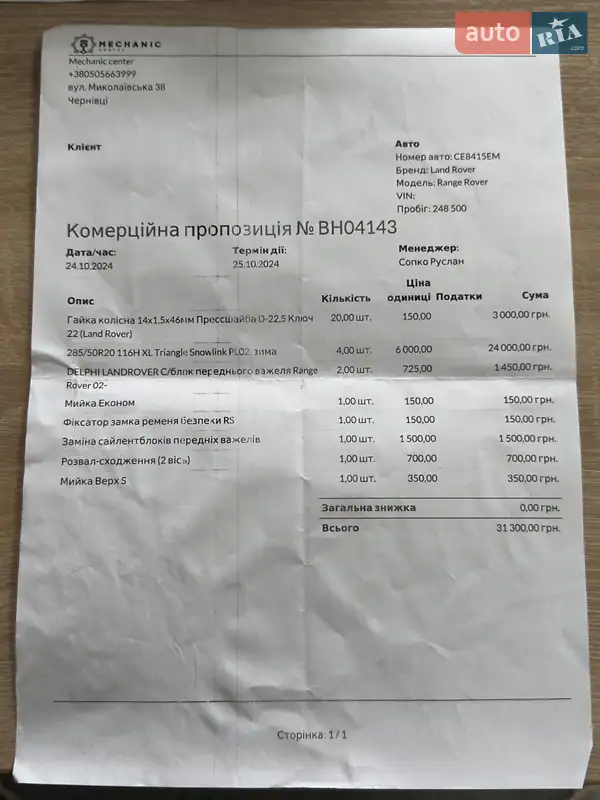 auto RIA .com
MECHANIC
CENTER
Mechanic center
+380505663999
вул. Миколаївська 38
Чернівці
Клієнт
Авто
Номер авто: CE8415EM
Бренд: Land Rover
Модель: Range Rover
VIN:
Пробіг: 248 500
Комерційна пропозиція № ВН04143
Дата/час:
24.10.2024
Термін дії:
25.10.2024
Менеджер:
Сопко Руслан
Опис Кількість Ціна одиниці Податки Сума
Гайка колісна 14x1.5x46мм Прессшайба D-22,5 Ключ 20,00 шт. 150,00 3 000,00 грн.
22 (Land Rover)
285/50R20 116H XL Triangle Snowlink PL02, зима 4,00 шт. 6 000,00 24 000,00 грн.
DELPHI LANDROVER С/блок переднього важеля Range 2,00 шт. 725,00 1 450,00 грн.
Rover 02-
Мийка Економ 1,00 шт. 150,00 150,00 грн.
Фіксатор замка ременя безпеки RS 1,00 шт. 150,00 150,00 грн.
Заміна сайлентблоків передніх важелів 1,00 шт. 1 500,00 1 500,00 грн.
Розвал-сходження (2 вісь) 1,00 шт. 700,00 700,00 грн.
Мийка Верх S 1,00 шт. 350,00 350,00 грн.
Загальна знижка 0,00 грн.
Всього 31 300,00 грн.
Сторінка: 1 / 1